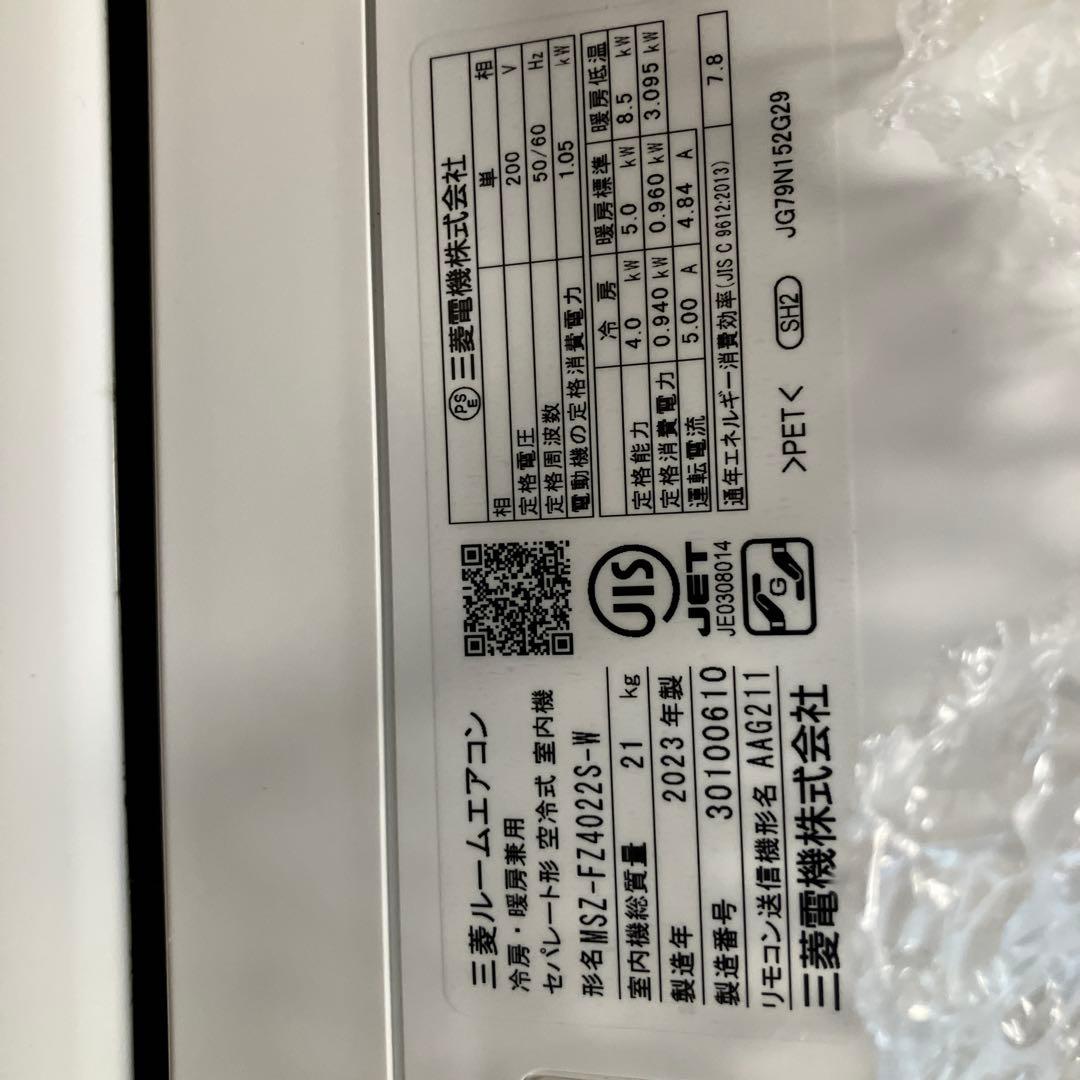 三菱ルームエアコン
冷房・暖房兼用
セパレート形 空冷式 室内機
形名 MSZ-FZ4022S-W
室内機総質量 21 kg
製造年 2023 年製
製造番号 30100610
リモコン送信機形名 AAG211
三菱電機株式会社
JIS
JET
JE0308014
G
PSE 三菱電機株式会社
相 単 相
定格電圧 200 V
定格周波数 50/60 Hz
電動機の定格消費電力 1.05 kW
冷 房 暖房標準 暖房低温
定格能力 4.0 kW 5.0 kW 8.5 kW
定格消費電力 0.940 kW 0.960 kW 3.095 kW
運転電流 5.00 A 4.84 A
通年エネルギー消費効率(JIS C 9612:2013) 7.8
>PET< SH2 JG79N152G29